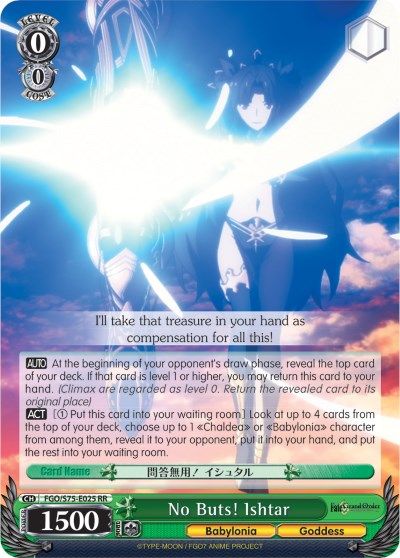 LEVEL
0
0
COST
I'll take that treasure in your hand as
compensation for all this!
AUTO At the beginning of your opponent's draw phase, reveal the top card
of your deck. If that card is level 1 or higher, you may return this card to your
hand. (Climax are regarded as level 0. Return the revealed card to its
original place)
ACT [① Put this card into your waiting room] Look at up to 4 cards from
the top of your deck, choose up to 1 «Chaldea» or «Babylonia» character
from among them, reveal it to your opponent, put it into your hand, and put
the rest into your waiting room.
Card Name 問答無用！ イシュタル
CH FGO/S75-E025 RR
POWER 1500 No Buts! Ishtar Fate/Grand Order
Babylonia Goddess
©TYPE-MOON / FGO7 ANIME PROJECT